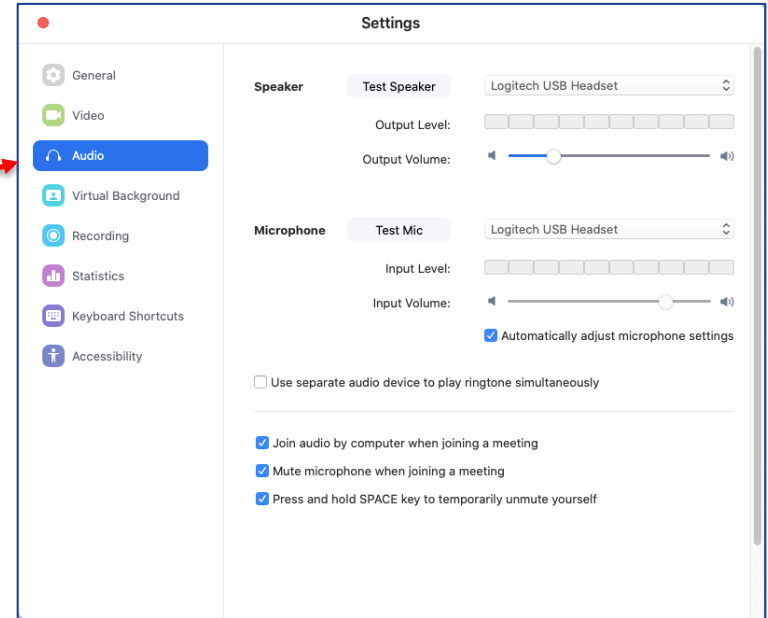 Settings
General
Video
Audio
Virtual Background
Recording
Statistics
Keyboard Shortcuts
Accessibility
Speaker Test Speaker Logitech USB Headset
Output Level:
Output Volume:
Microphone Test Mic Logitech USB Headset
Input Level:
Input Volume:
Automatically adjust microphone settings
Use separate audio device to play ringtone simultaneously
Join audio by computer when joining a meeting
Mute microphone when joining a meeting
Press and hold SPACE key to temporarily unmute yourself